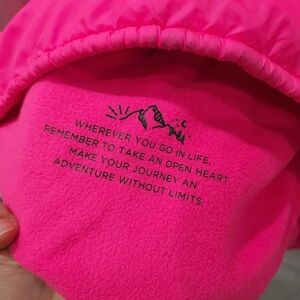 WHEREVER YOU GO IN LIFE,
REMEMBER TO TAKE AN OPEN HEART
MAKE YOUR JOURNEY AN
ADVENTURE WITHOUT LIMITS